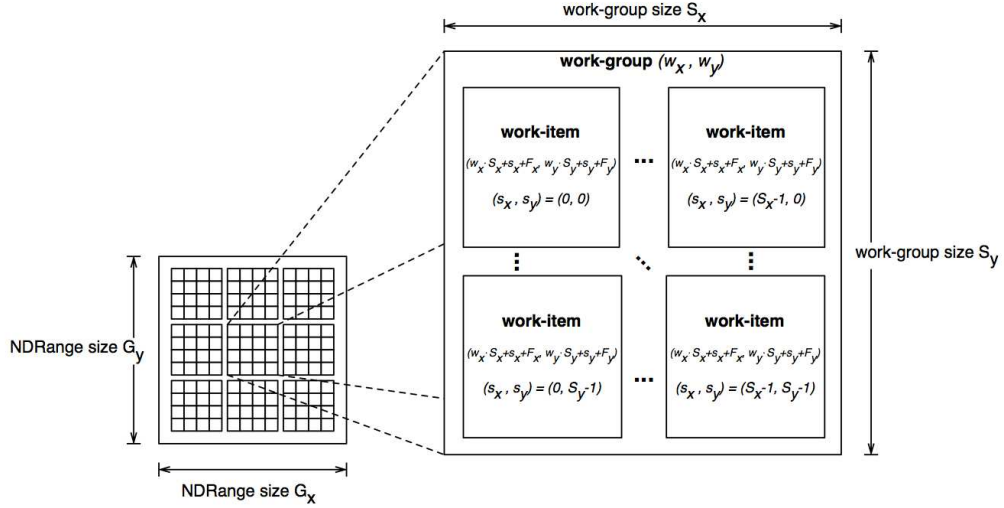 work-group size Sx
work-group (wx , wy)
work-item
(wx· Sx+sx+Fx, wy· Sy+sy+Fy)
(sx , sy) = (0, 0)
...
work-item
(wx· Sx+sx+Fx, wy· Sy+sy+Fy)
(sx , sy) = (Sx-1, 0)
work-group size Sy
work-item
(wx· Sx+sx+Fx, wy· Sy+sy+Fy)
(sx , sy) = (0, Sy-1)
...
work-item
(wx· Sx+sx+Fx, wy· Sy+sy+Fy)
(sx , sy) = (Sx-1, Sy-1)
NDRange size Gy
NDRange size Gx